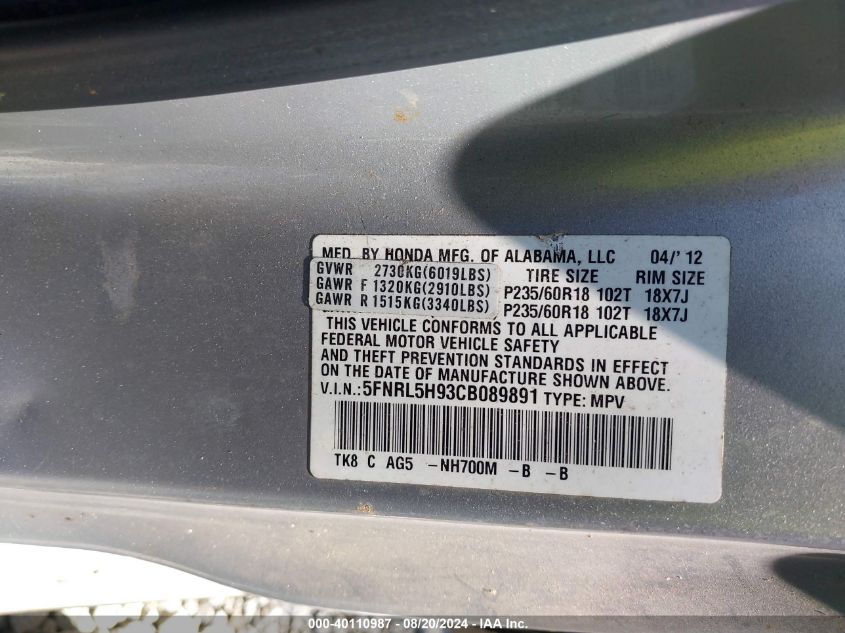 MFD. BY HONDA MFG. OF ALABAMA, LLC 04/' 12
GVWR 2730KG(6019LBS) TIRE SIZE RIM SIZE
GAWR F 1320KG(2910LBS) P235/60R18 102T 18X7J
GAWR R 1515KG(3340LBS) P235/60R18 102T 18X7J
THIS VEHICLE CONFORMS TO ALL APPLICABLE
FEDERAL MOTOR VEHICLE SAFETY
AND THEFT PREVENTION STANDARDS IN EFFECT
ON THE DATE OF MANUFACTURE SHOWN ABOVE.
V.I.N.:5FNRL5H93CB089891 TYPE: MPV
TK8 C AG5 -NH700M -B -B
000-40110987 - 08/20/2024 - IAA Inc.